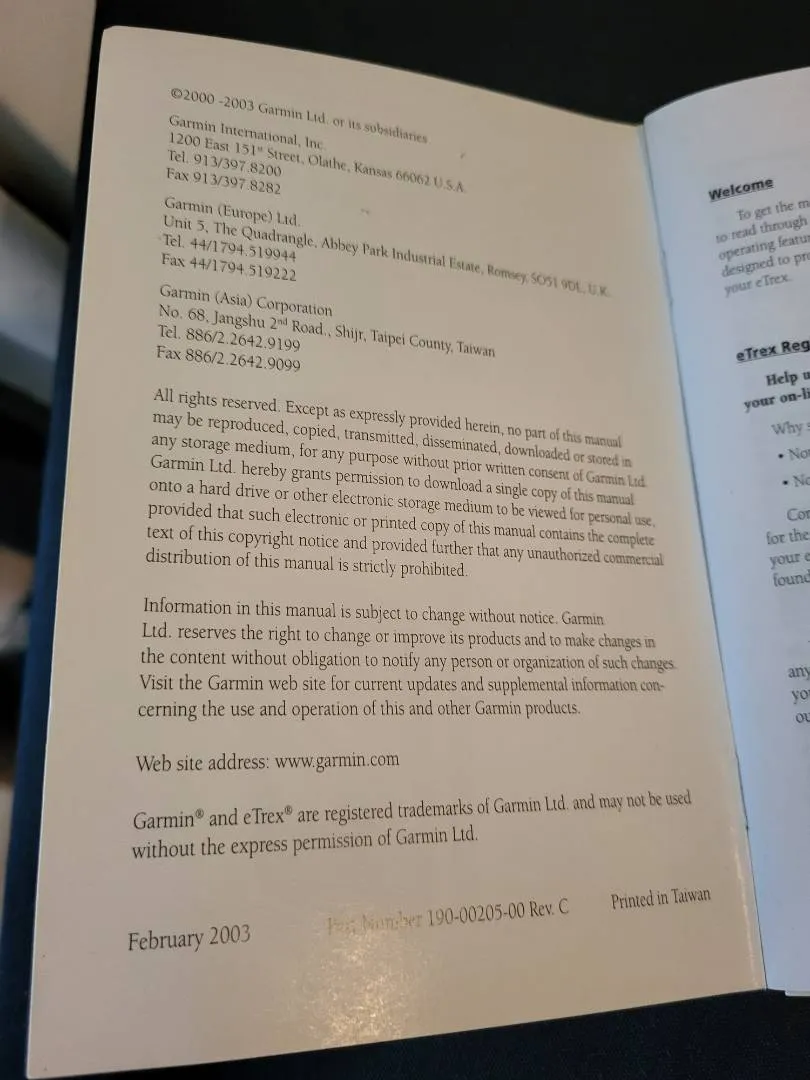 ©2000 -2003 Garmin Ltd. or its subsidiaries
Garmin International, Inc.
1200 East 151st Street, Olathe, Kansas 66062 U.S.A.
Tel. 913/397.8200
Fax 913/397.8282
Garmin (Europe) Ltd.
Unit 5, The Quadrangle, Abbey Park Industrial Estate, Romsey, SO51 9DL, U.K.
Tel. 44/1794.519944
Fax 44/1794.519222
Garmin (Asia) Corporation
No. 68, Jangshu 2nd Road., Shijr, Taipei County, Taiwan
Tel. 886/2.2642.9199
Fax 886/2.2642.9099
All rights reserved. Except as expressly provided herein, no part of this manual
may be reproduced, copied, transmitted, disseminated, downloaded or stored in
any storage medium, for any purpose without prior written consent of Garmin Ltd.
Garmin Ltd. hereby grants permission to download a single copy of this manual
onto a hard drive or other electronic storage medium to be viewed for personal use,
provided that such electronic or printed copy of this manual contains the complete
text of this copyright notice and provided further that any unauthorized commercial
distribution of this manual is strictly prohibited.
Information in this manual is subject to change without notice. Garmin
Ltd. reserves the right to change or improve its products and to make changes in
the content without obligation to notify any person or organization of such changes.
Visit the Garmin web site for current updates and supplemental information con-
cerning the use and operation of this and other Garmin products.
Web site address: www.garmin.com
Garmin® and eTrex® are registered trademarks of Garmin Ltd. and may not be used
without the express permission of Garmin Ltd.
February 2003 Part Number 190-00205-00 Rev. C Printed in Taiwan
Welcome
To get the m
to read through
operating featur
designed to pro
your eTrex.
eTrex Reg
Help u
your on-li
Why s
• Not
• No
Cor
for the
your e
found
any
you
ou